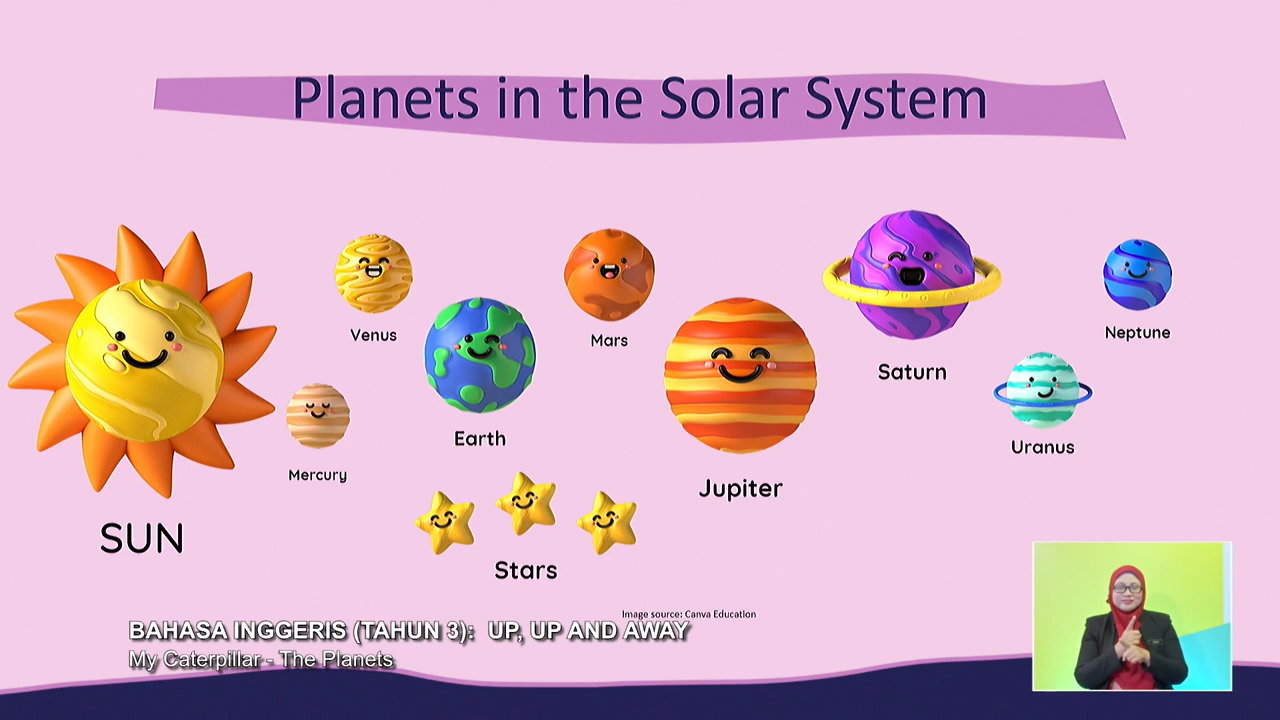 Planets in the Solar System
Venus
Mars
Neptune
Saturn
Earth
Uranus
Mercury
Jupiter
SUN
Stars
Image source: Canva Education
BAHASA INGGERIS (TAHUN 3): UP, UP AND AWAY
My Caterpillar - The Planets